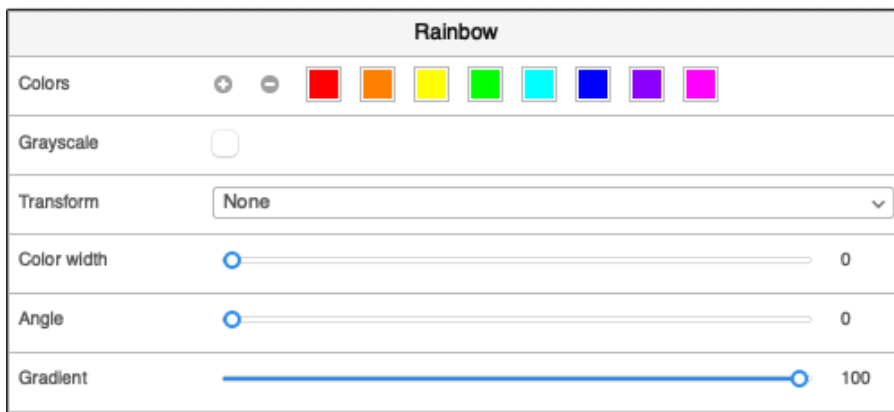 Rainbow
Colors
Grayscale
Transform None
Color width 0
Angle 0
Gradient 100